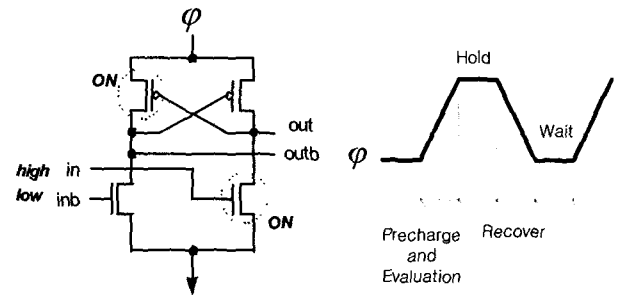 φ
ON
out
outb
high in
low inb
ON
Hold
Wait
φ
Precharge
and
Evaluation
Recover